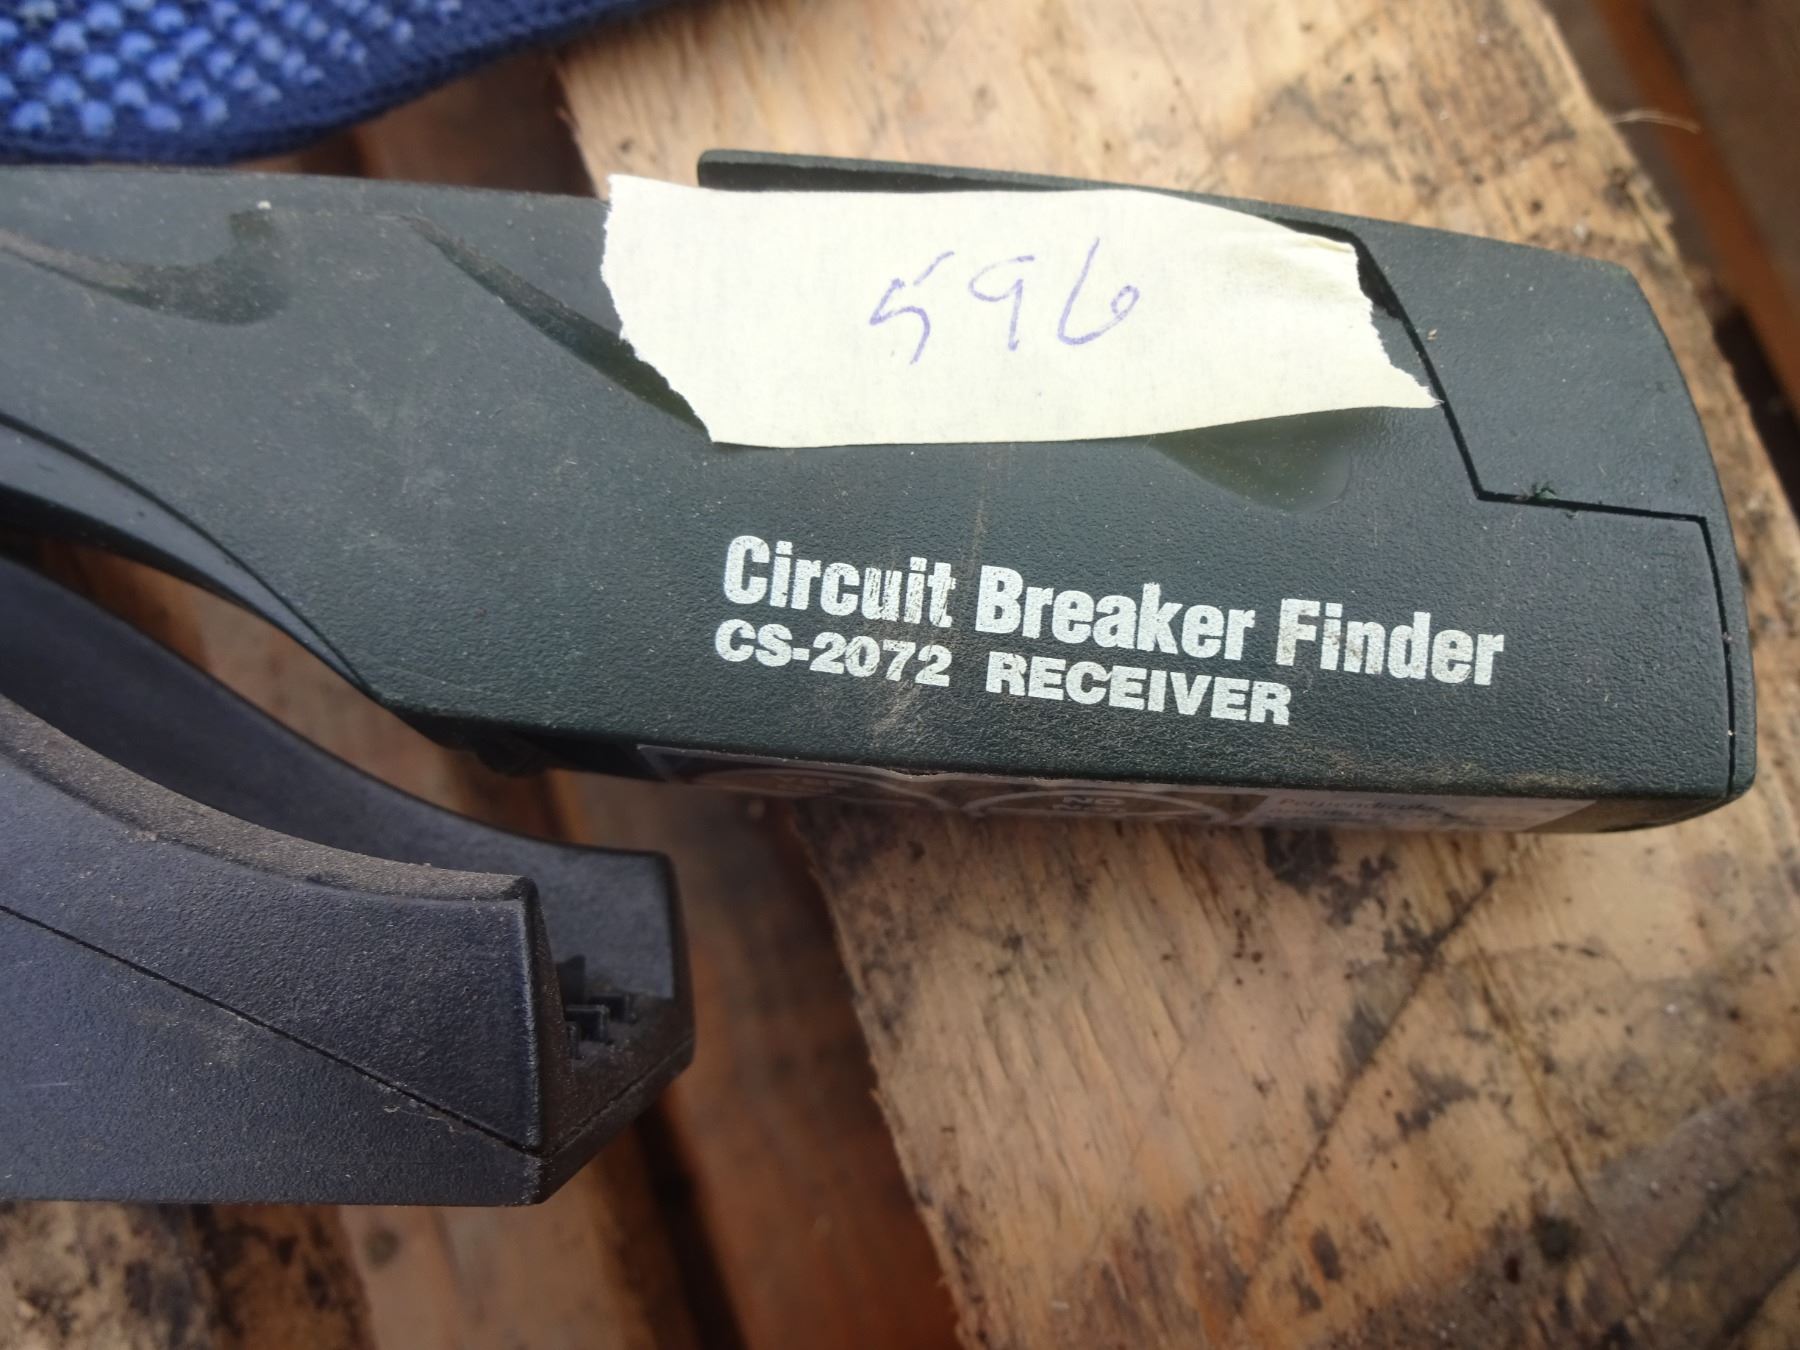 596
Circuit Breaker Finder
CS-2072 RECEIVER